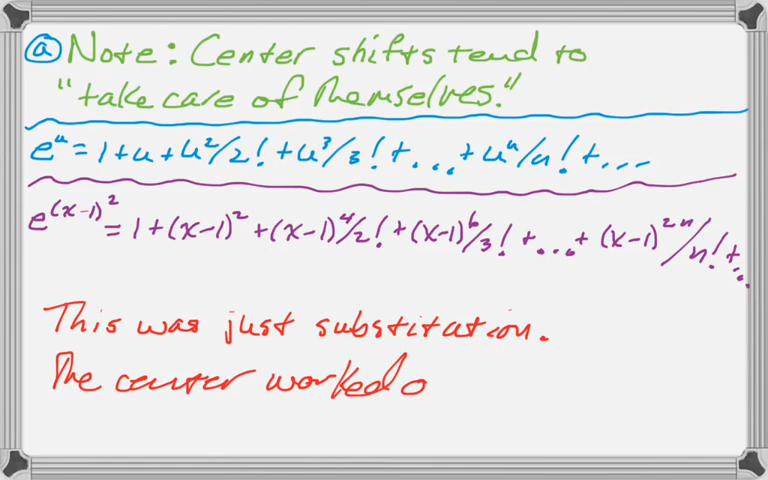 ⓐ Note: Center shifts tend to
"take care of themselves."
e^u = 1 + u + u^2/2! + u^3/3! + ... + u^n/n! + ...
e^(x-1)^2 = 1 + (x-1)^2 + (x-1)^4/2! + (x-1)^6/3! + ... + (x-1)^2n/n! + ...
This was just substitution.
The center worked o